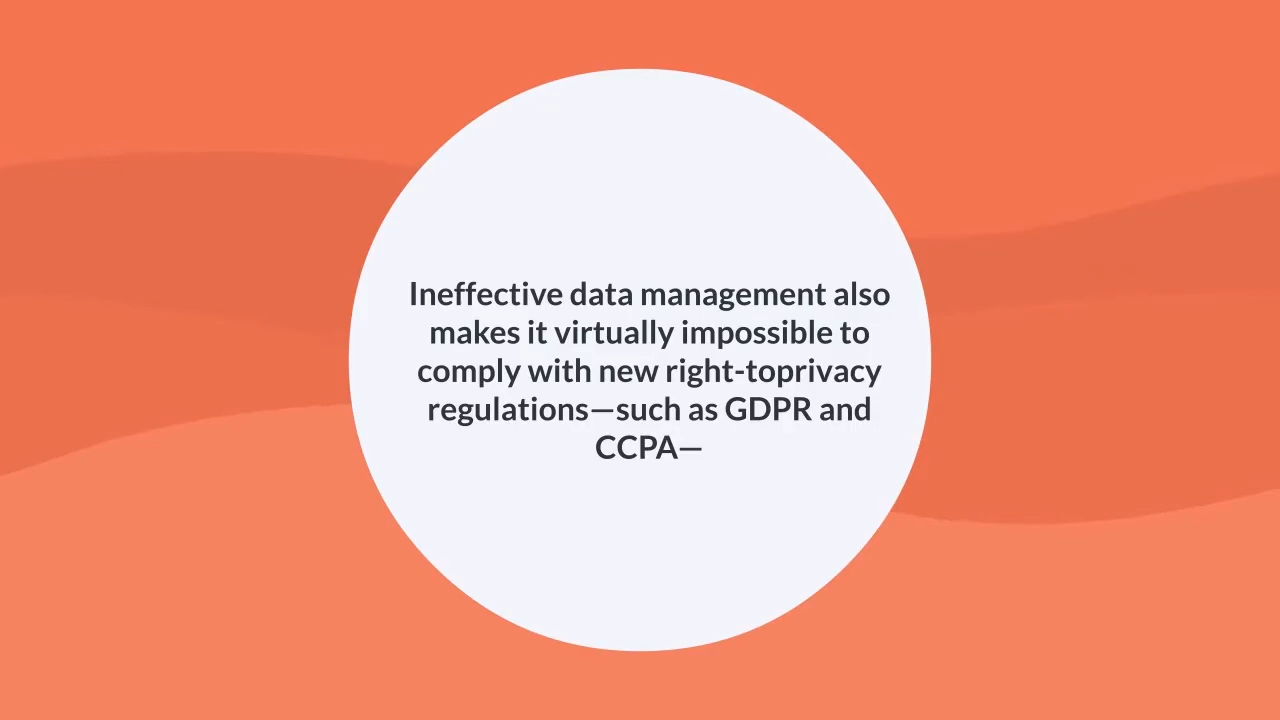 Ineffective data management also
makes it virtually impossible to
comply with new right-toprivacy
regulations—such as GDPR and
CCPA—